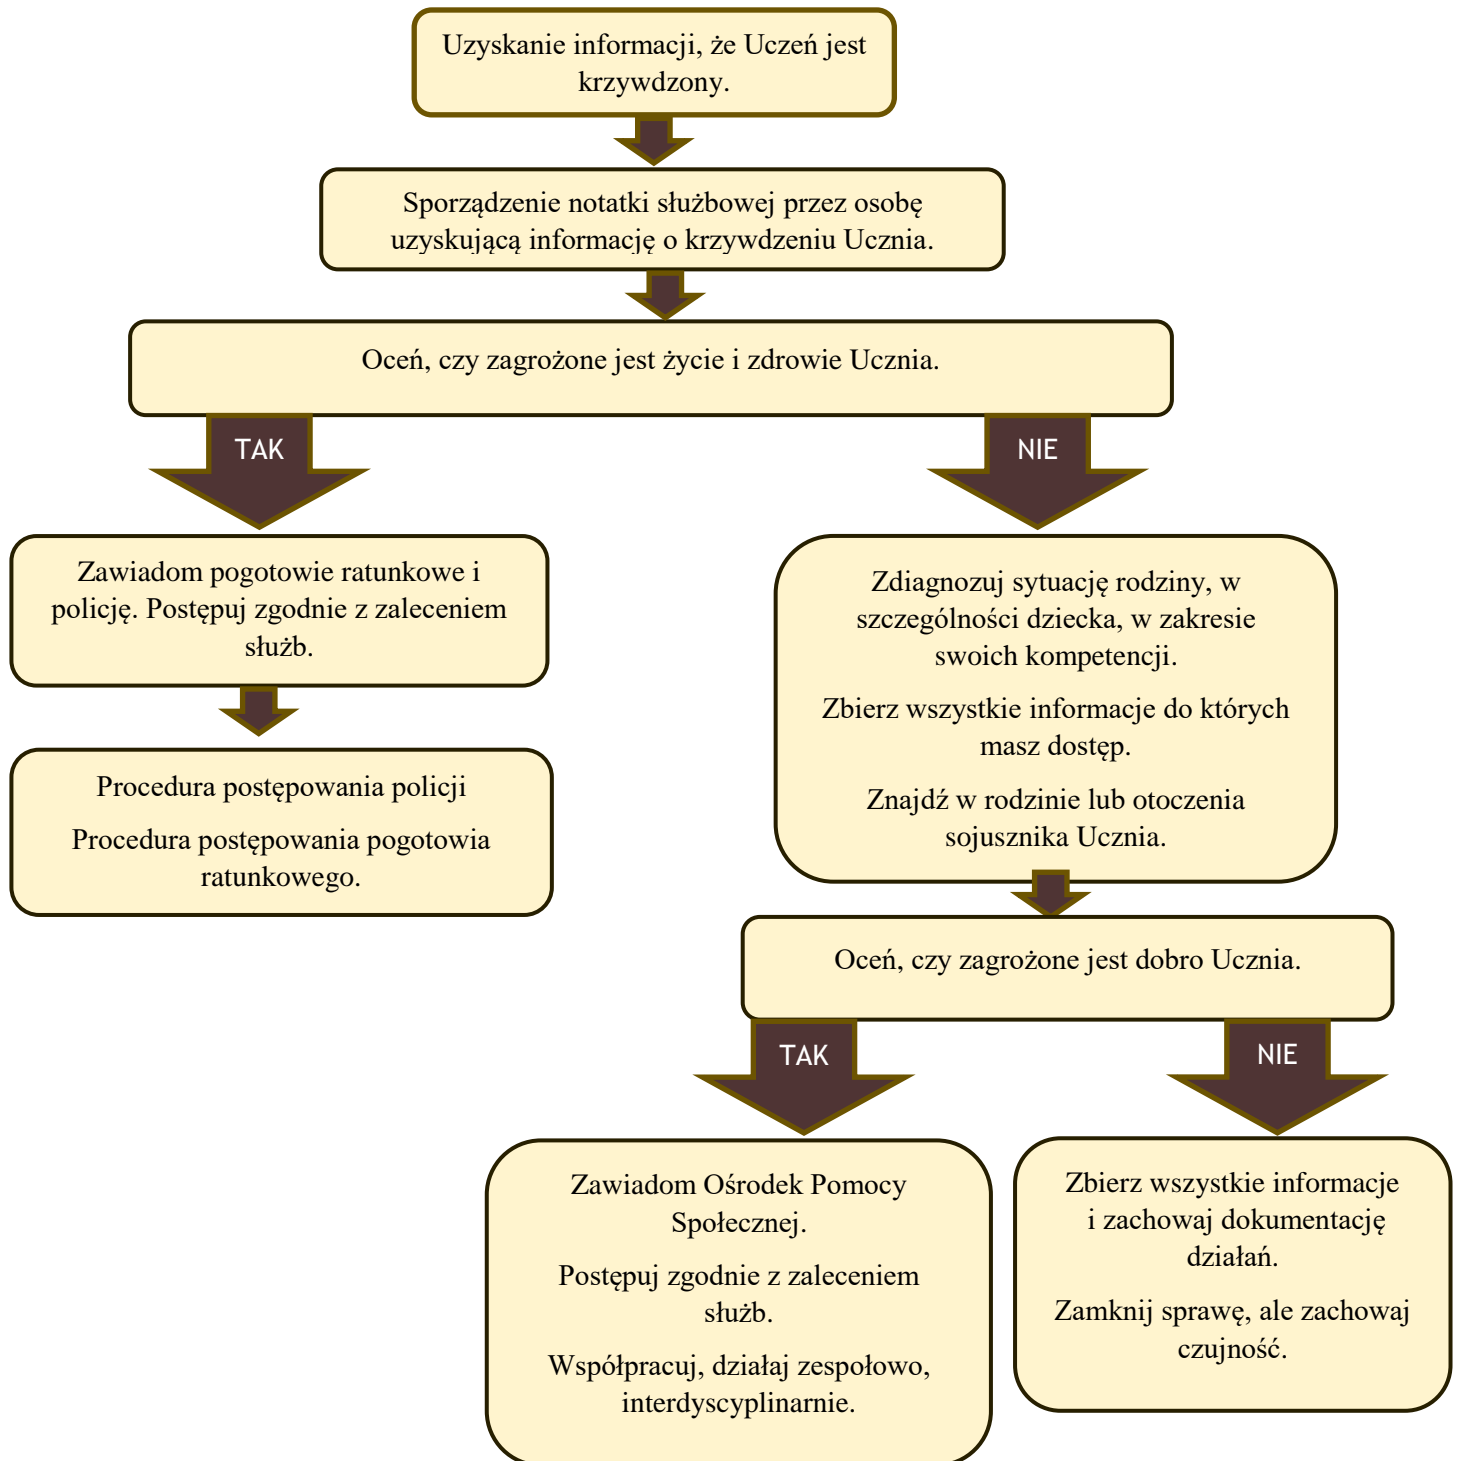 Uzyskanie informacji, że Uczeń jest
krzywdzony.
Sporządzenie notatki służbowej przez osobę
uzyskującą informację o krzywdzeniu Ucznia.
Oceń, czy zagrożone jest życie i zdrowie Ucznia.
TAK
NIE
Zawiadom pogotowie ratunkowe i
policję. Postępuj zgodnie z zaleceniem
służb.
Procedura postępowania policji
Procedura postępowania pogotowia
ratunkowego.
Zdiagnozuj sytuację rodziny, w
szczególności dziecka, w zakresie
swoich kompetencji.
Zbierz wszystkie informacje do których
masz dostęp.
Znajdź w rodzinie lub otoczenia
sojusznika Ucznia.
Oceń, czy zagrożone jest dobro Ucznia.
TAK
NIE
Zawiadom Ośrodek Pomocy
Społecznej.
Postępuj zgodnie z zaleceniem
służb.
Współpracuj, działaj zespołowo,
interdyscyplinarnie.
Zbierz wszystkie informacje
i zachowaj dokumentację
działań.
Zamknij sprawę, ale zachowaj
czujność.